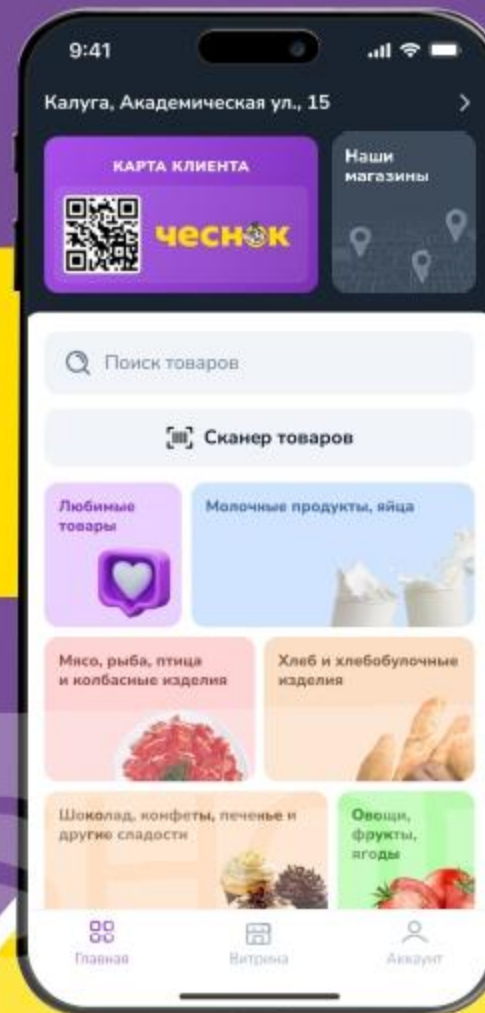 9:41
Калуга, Академическая ул., 15
КАРТА КЛИЕНТА
чеснок
Наши
магазины
Поиск товаров
Сканер товаров
Любимые
товары
Молочные продукты, яйца
Мясо, рыба, птица
и колбасные изделия
Хлеб и хлебобулочные
изделия
Шоколад, конфеты, печенье и
другие сладости
Овощи,
фрукты,
ягоды
Главная
Витрина
Аккаунт